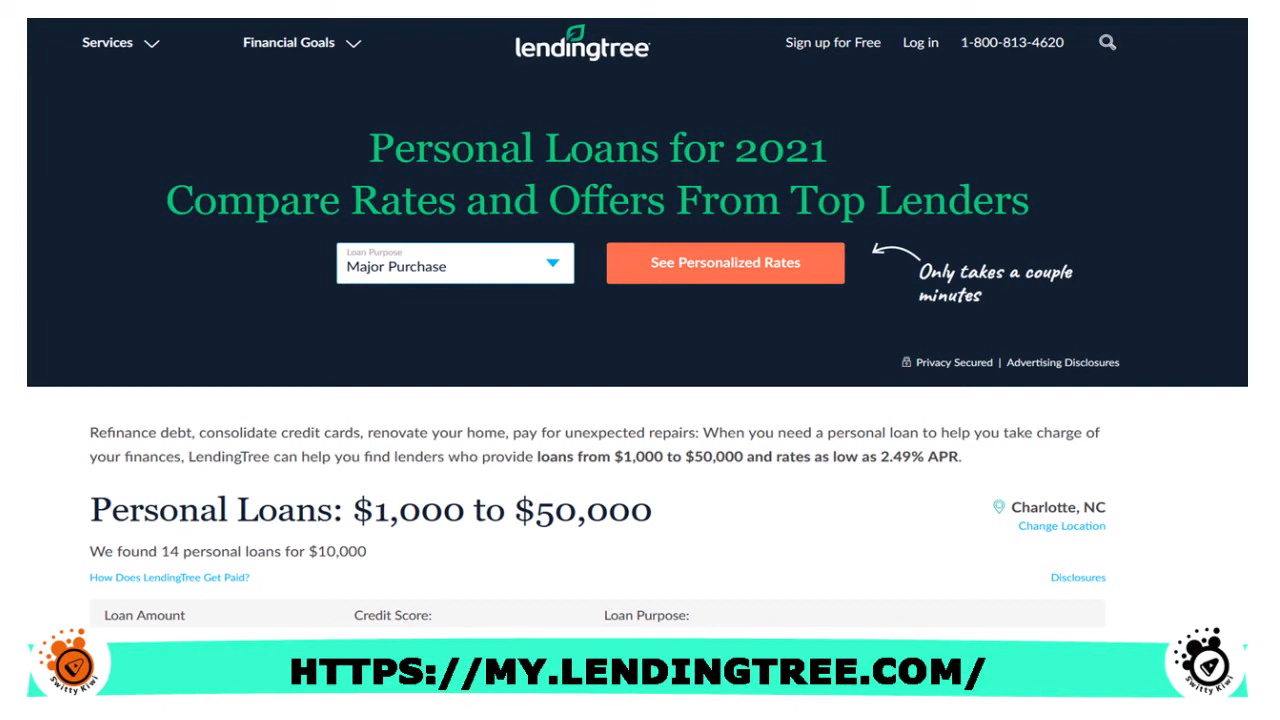 Services Financial Goals lendingtree Sign up for Free Log in 1-800-813-4620
Personal Loans for 2021
Compare Rates and Offers From Top Lenders
Loan Purpose
Major Purchase
See Personalized Rates
Only takes a couple
minutes
Privacy Secured | Advertising Disclosures
Refinance debt, consolidate credit cards, renovate your home, pay for unexpected repairs: When you need a personal loan to help you take charge of
your finances, LendingTree can help you find lenders who provide loans from $1,000 to $50,000 and rates as low as 2.49% APR.
Personal Loans: $1,000 to $50,000
Charlotte, NC
Change Location
We found 14 personal loans for $10,000
How Does LendingTree Get Paid? Disclosures
Loan Amount Credit Score: Loan Purpose:
HTTPS://MY.LENDINGTREE.COM/
Switty Kiwi
Switty Kiwi